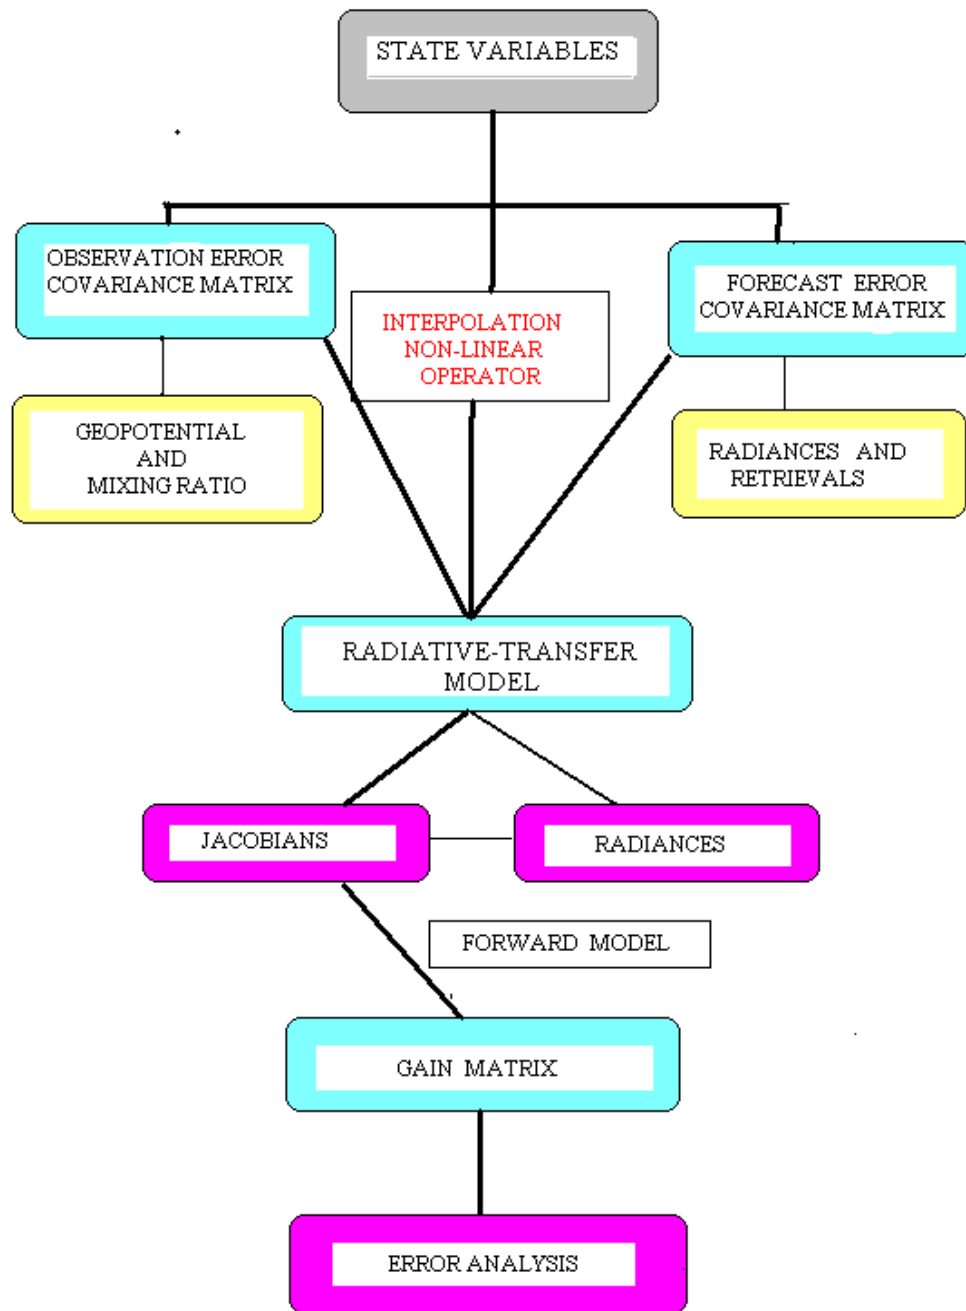 STATE VARIABLES
OBSERVATION ERROR
COVARIANCE MATRIX
INTERPOLATION
NON-LINEAR
OPERATOR
FORECAST ERROR
COVARIANCE MATRIX
GEOPOTENTIAL
AND
MIXING RATIO
RADIANCES AND
RETRIEVALS
RADIATIVE-TRANSFER
MODEL
JACOBIANS
RADIANCES
FORWARD MODEL
GAIN MATRIX
ERROR ANALYSIS